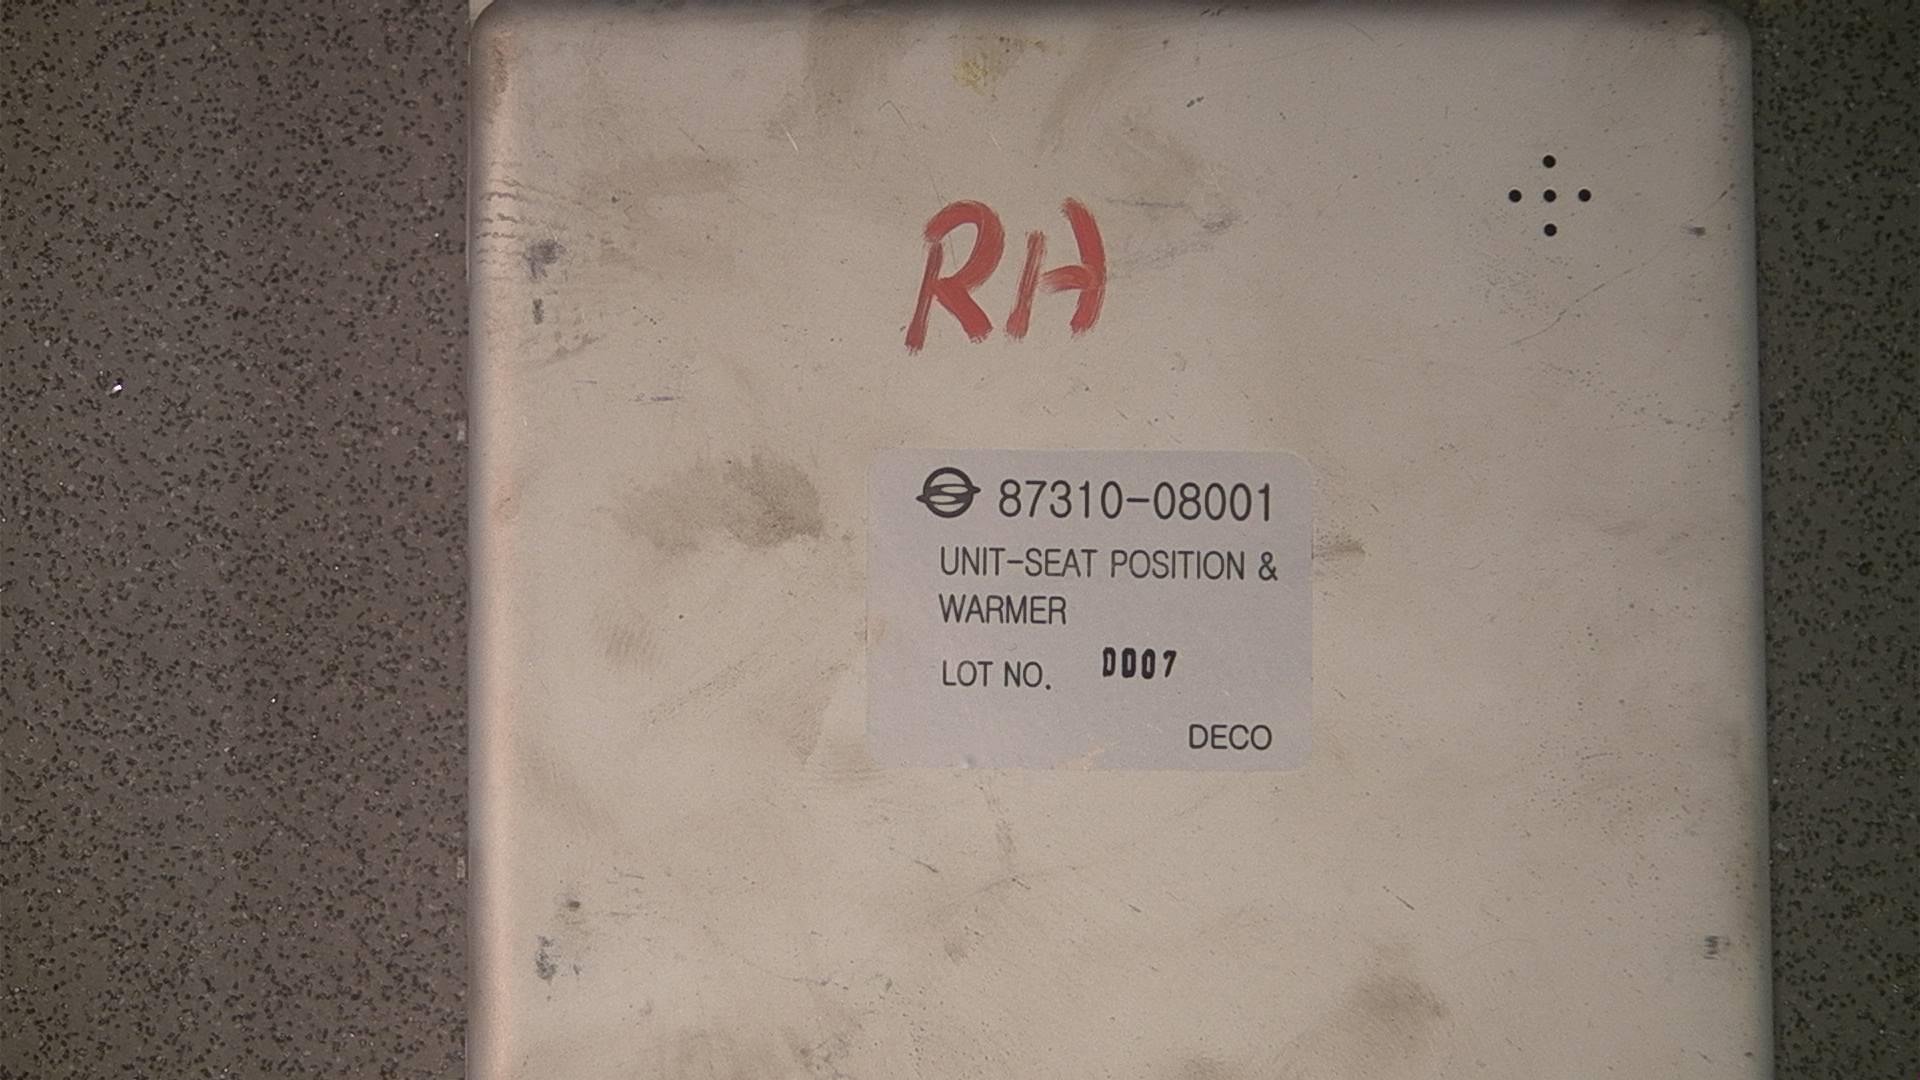 RH
87310-08001
UNIT-SEAT POSITION &
WARMER
LOT NO. D007
DECO